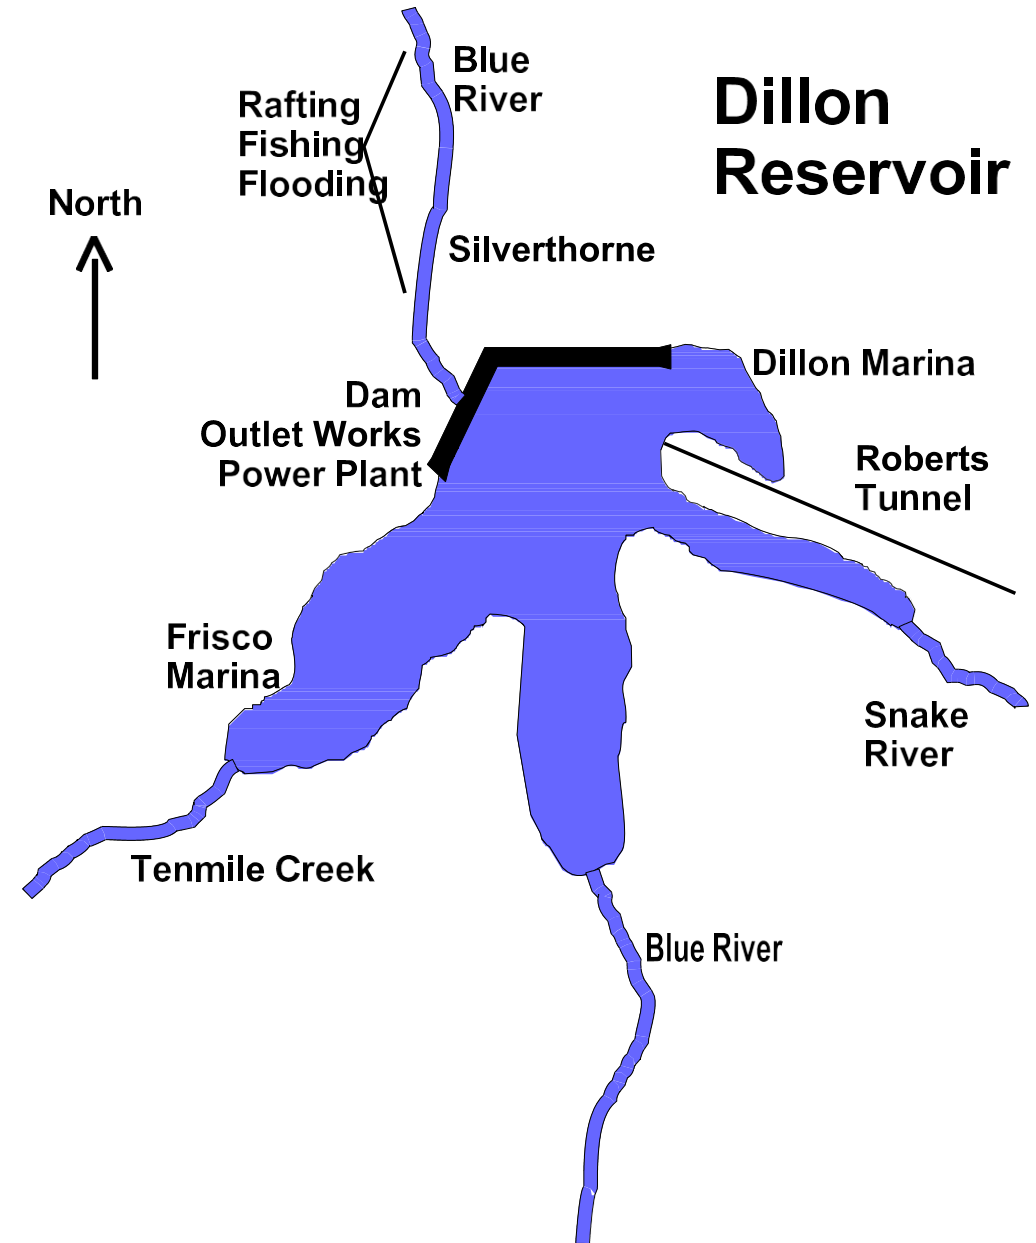 Blue
River
Dillon
Reservoir
Rafting
Fishing
Flooding
North
Silverthorne
Dillon Marina
Dam
Outlet Works
Power Plant
Roberts
Tunnel
Frisco
Marina
Snake
River
Tenmile Creek
Blue River